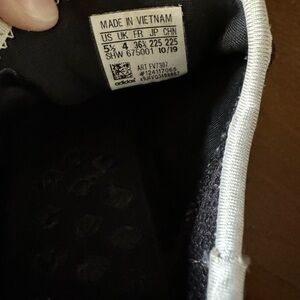 MADE IN VIETNAM
US UK FR JP CHN
5½ 4 36⅔ 225 225
SHW 675001 10/19
ART FV7307
adidas